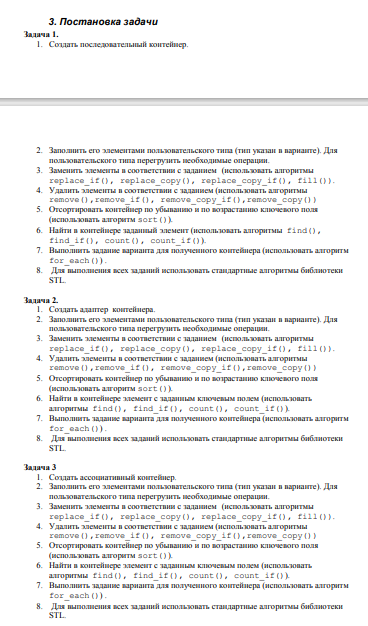 3. Постановка задачи
Задача 1.
1. Создать последовательный контейнер.
2. Заполнить его элементами пользовательского типа (тип указан в варианте). Для
пользовательского типа перегрузить необходимые операции.
3. Заменить элементы в соответствии с заданием (использовать алгоритмы
replace_if(), replace_copy(), replace_copy_if(), fill()).
4. Удалить элементы в соответствии с заданием (использовать алгоритмы
remove(),remove_if(), remove_copy_if(),remove_copy())
5. Отсортировать контейнер по убыванию и по возрастанию ключевого поля
(использовать алгоритм sort()).
6. Найти в контейнере заданный элемент (использовать алгоритмы find(),
find_if(), count(), count_if()).
7. Выполнить задание варианта для полученного контейнера (использовать алгоритм
for_each()).
8. Для выполнения всех заданий использовать стандартные алгоритмы библиотеки
STL.
Задача 2.
1. Создать адаптер контейнера.
2. Заполнить его элементами пользовательского типа (тип указан в варианте). Для
пользовательского типа перегрузить необходимые операции.
3. Заменить элементы в соответствии с заданием (использовать алгоритмы
replace_if(), replace_copy(), replace_copy_if(), fill()).
4. Удалить элементы в соответствии с заданием (использовать алгоритмы
remove(),remove_if(), remove_copy_if(),remove_copy())
5. Отсортировать контейнер по убыванию и по возрастанию ключевого поля
(использовать алгоритм sort()).
6. Найти в контейнере элемент с заданным ключевым полем (использовать
алгоритмы find(), find_if(), count(), count_if()).
7. Выполнить задание варианта для полученного контейнера (использовать алгоритм
for_each()).
8. Для выполнения всех заданий использовать стандартные алгоритмы библиотеки
STL.
Задача 3
1. Создать ассоциативный контейнер.
2. Заполнить его элементами пользовательского типа (тип указан в варианте). Для
пользовательского типа перегрузить необходимые операции.
3. Заменить элементы в соответствии с заданием (использовать алгоритмы
replace_if(), replace_copy(), replace_copy_if(), fill()).
4. Удалить элементы в соответствии с заданием (использовать алгоритмы
remove(),remove_if(), remove_copy_if(),remove_copy())
5. Отсортировать контейнер по убыванию и по возрастанию ключевого поля
(использовать алгоритм sort()).
6. Найти в контейнере элемент с заданным ключевым полем (использовать
алгоритмы find(), find_if(), count(), count_if()).
7. Выполнить задание варианта для полученного контейнера (использовать алгоритм
for_each()).
8. Для выполнения всех заданий использовать стандартные алгоритмы библиотеки
STL.